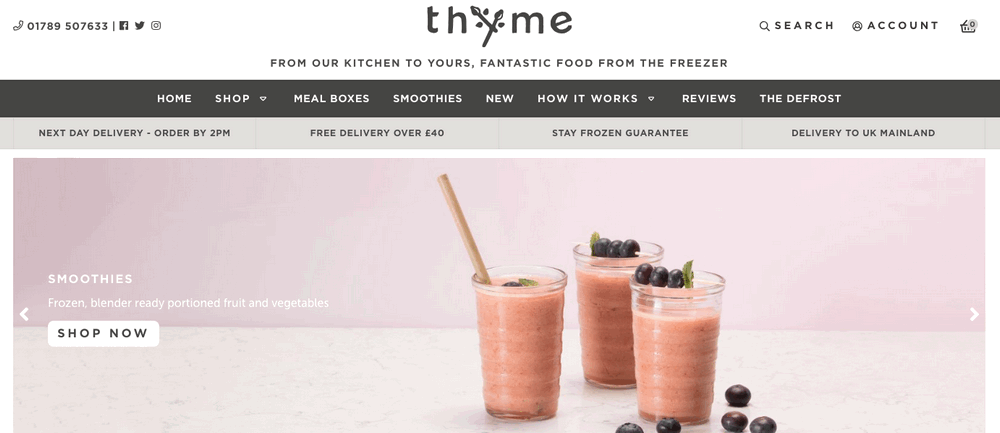 01789 507633 |
thyme
SEARCH
ACCOUNT
0
FROM OUR KITCHEN TO YOURS, FANTASTIC FOOD FROM THE FREEZER
HOME SHOP MEAL BOXES SMOOTHIES NEW HOW IT WORKS REVIEWS THE DEFROST
NEXT DAY DELIVERY - ORDER BY 2PM
FREE DELIVERY OVER £40
STAY FROZEN GUARANTEE
DELIVERY TO UK MAINLAND
SMOOTHIES
Frozen, blender ready portioned fruit and vegetables
SHOP NOW